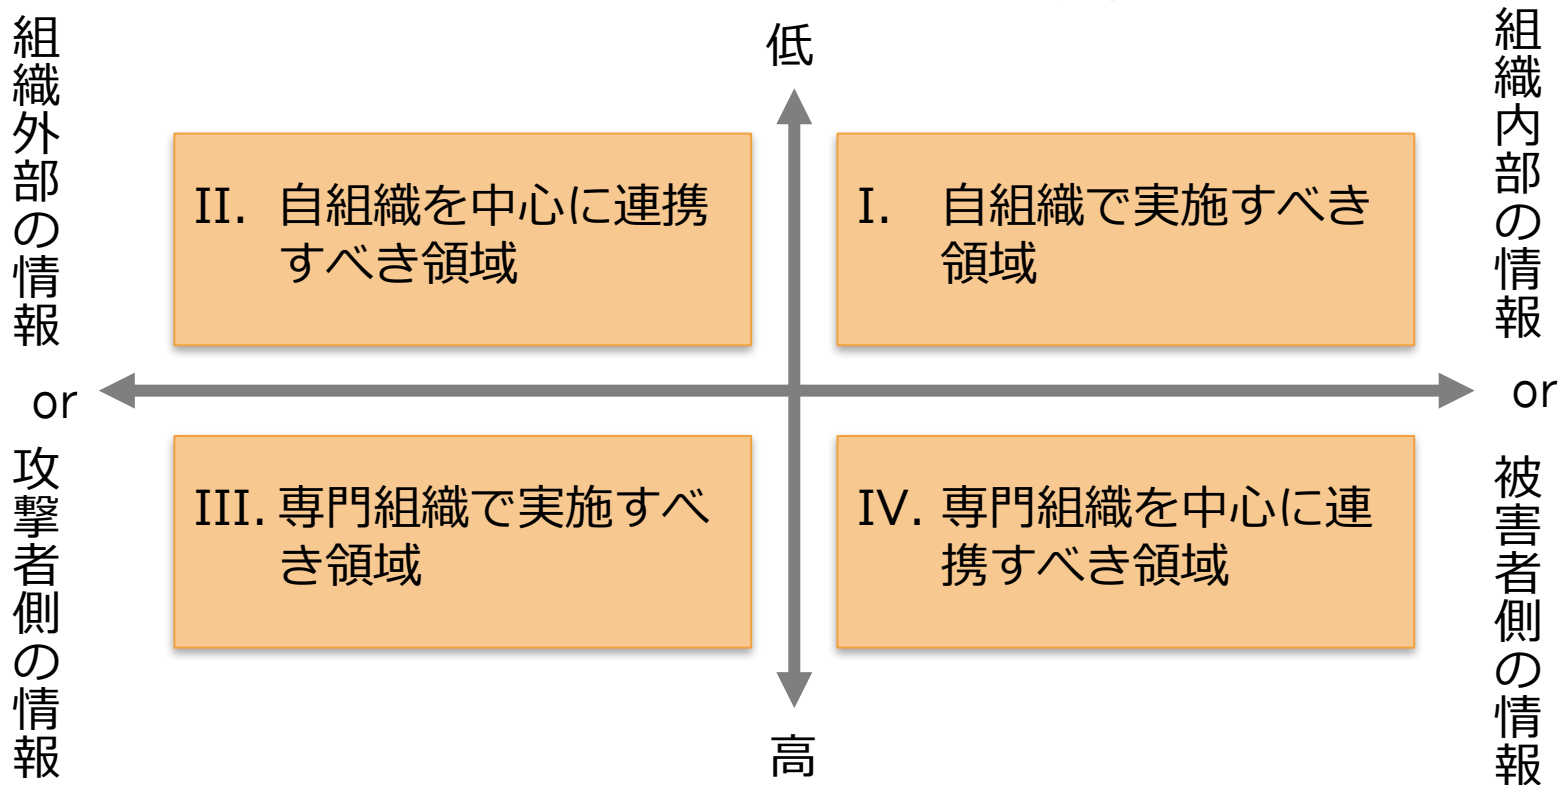 低
組織外部の情報
or
攻撃者側の情報
II. 自組織を中心に連携
すべき領域
I. 自組織で実施すべき
領域
III. 専門組織で実施すべ
き領域
IV. 専門組織を中心に連
携すべき領域
組織内部の情報
or
被害者側の情報
高